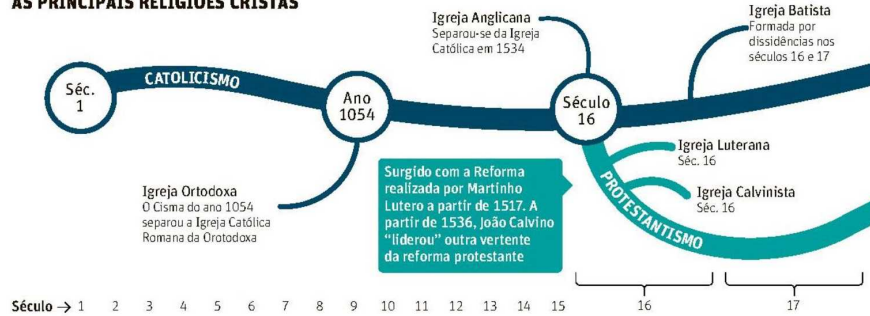 AS PRINCIPAIS RELIGIÕES CRISTÃS
Igreja Anglicana
Separou-se da Igreja
Católica em 1534
Igreja Batista
Formada por
dissidências nos
séculos 16 e 17
Séc.
1
CATOLICISMO
Ano
1054
Século
16
Igreja Ortodoxa
O Cisma do ano 1054
separou a Igreja Católica
Romana da Orotodoxa
Surgido com a Reforma
realizada por Martinho
Lutero a partir de 1517. A
partir de 1536, João Calvino
“liderou” outra vertente
da reforma protestante
PROTESTANTISMO
Igreja Luterana
Séc. 16
Igreja Calvinista
Séc. 16
Século → 1 2 3 4 5 6 7 8 9 10 11 12 13 14 15 16 17